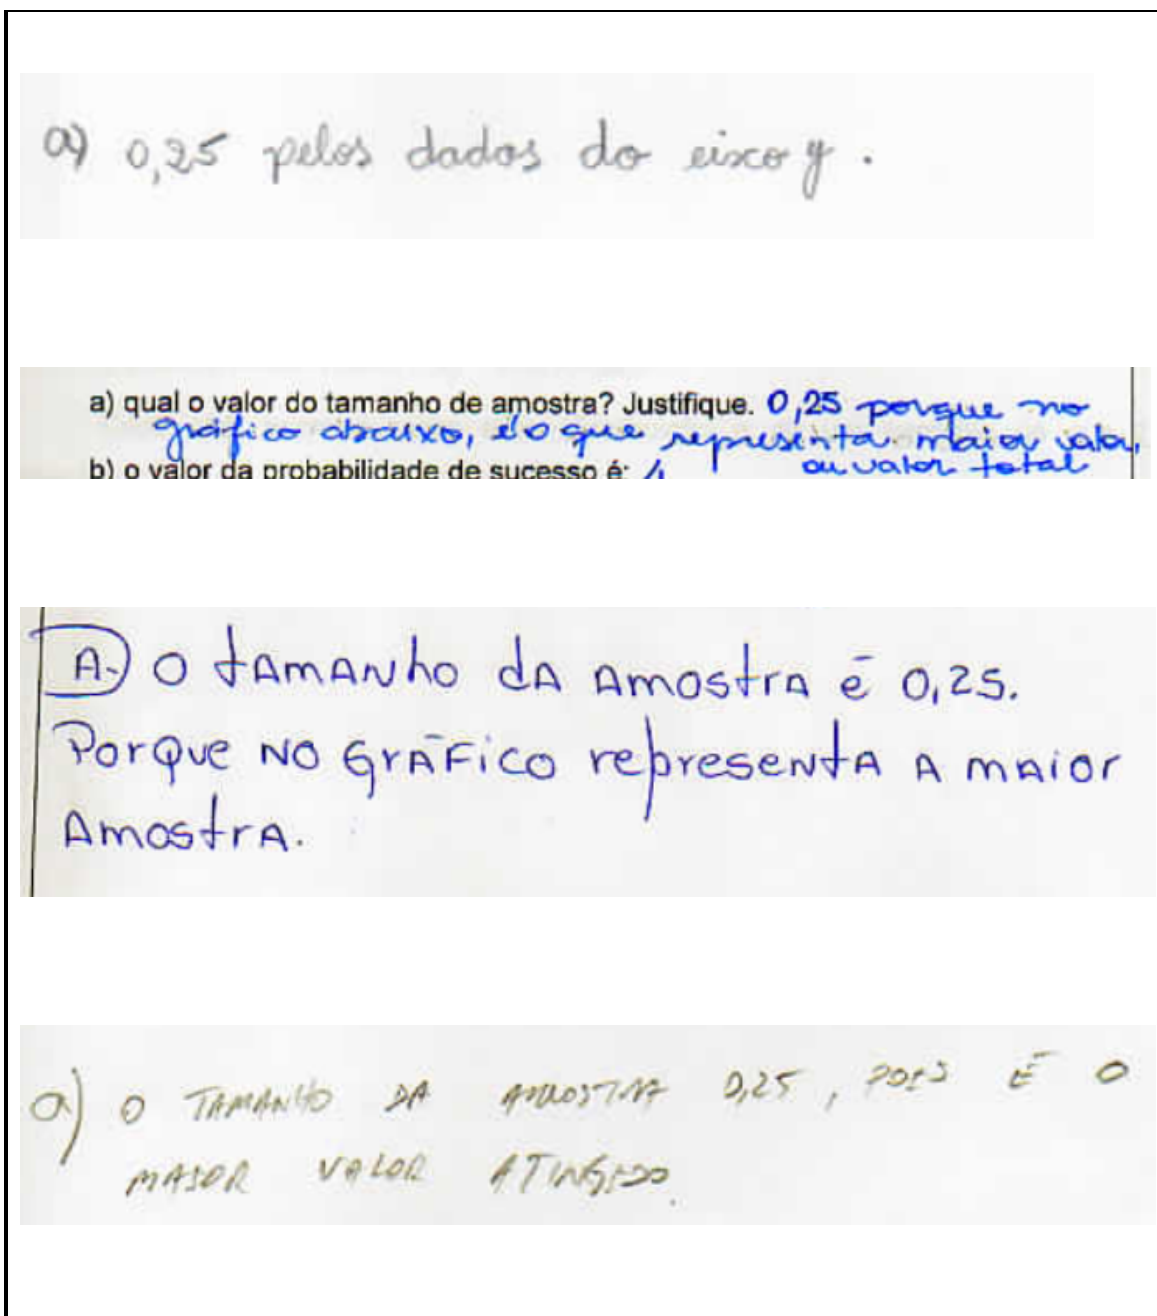 a) 0,25 pelos dados do eixo y.
a) qual o valor do tamanho de amostra? Justifique. 0,25 porque no
gráfico abaixo, é o que representa maior valor,
ou valor total
b) o valor da probabilidade de sucesso é: 1
A-) O tAMANho dA AmostrA é 0,25.
PorQue NO GrÁFico representA A mAior
AmostrA.
a) O TAMANHO DA AMOSTRA 0,25, POIS É O
MAIOR VALOR ATINGIDO.